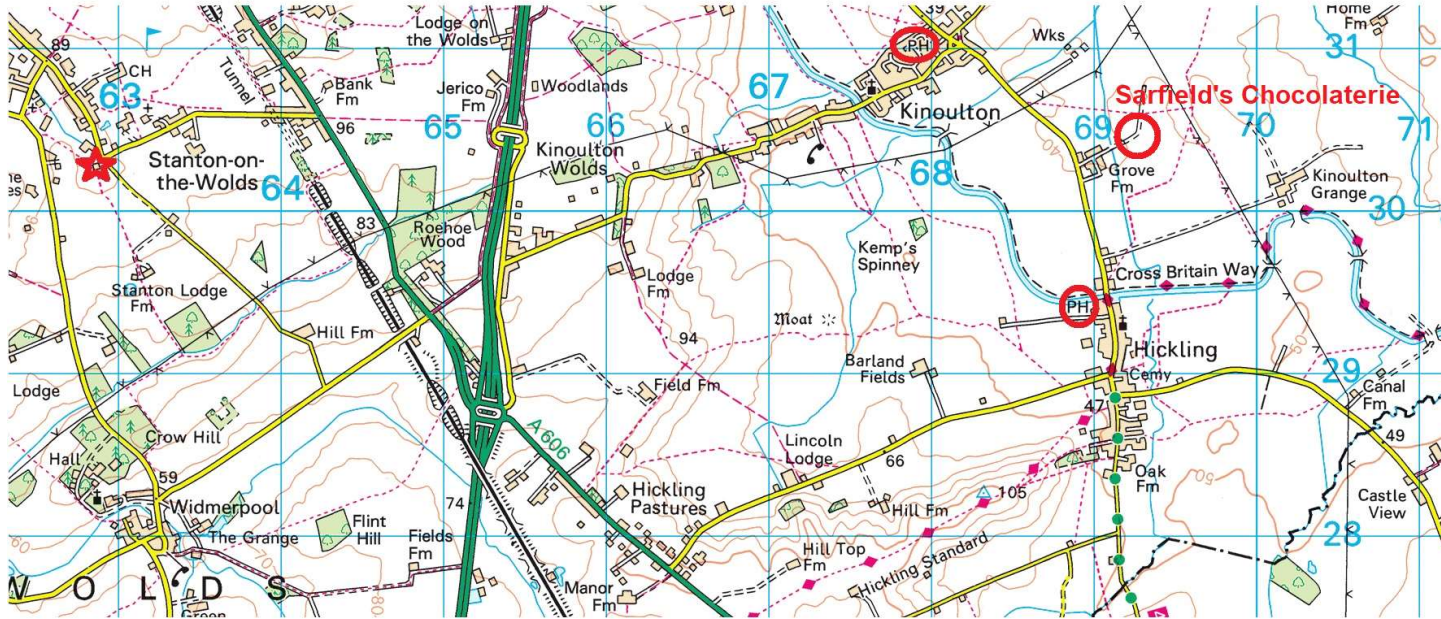 Lodge on
the Wolds
39
Home
Fm
PH
Wks
31
89
CH
63
Tunnel
Bank
Fm
Jerico
Fm
Woodlands
67
Sarfield's Chocolaterie
96
65
66
Kinoulton
69
70
71
Stanton-on-
the-Wolds
64
Kinoulton
Wolds
68
40
Grove
Fm
Kinoulton
Grange
30
83
Roehoe
Wood
Kemp's
Spinney
Lodge
Fm
Cross Britain Way
Stanton Lodge
Fm
PH
Hill Fm
94
Moat
Hickling
Barland
Fields
Cemy
29
Lodge
Field Fm
Canal
Fm
47
Crow Hill
A 606
Lincoln
Lodge
49
Hall
66
50
59
Oak
Fm
Widmerpool
74
Hickling
Pastures
105
Castle
View
Flint
Hill
Hill Fm
28
The Grange
Fields
Fm
Hill Top
Fm
Hickling Standard
Manor
Fm
W O L D S
80
Green